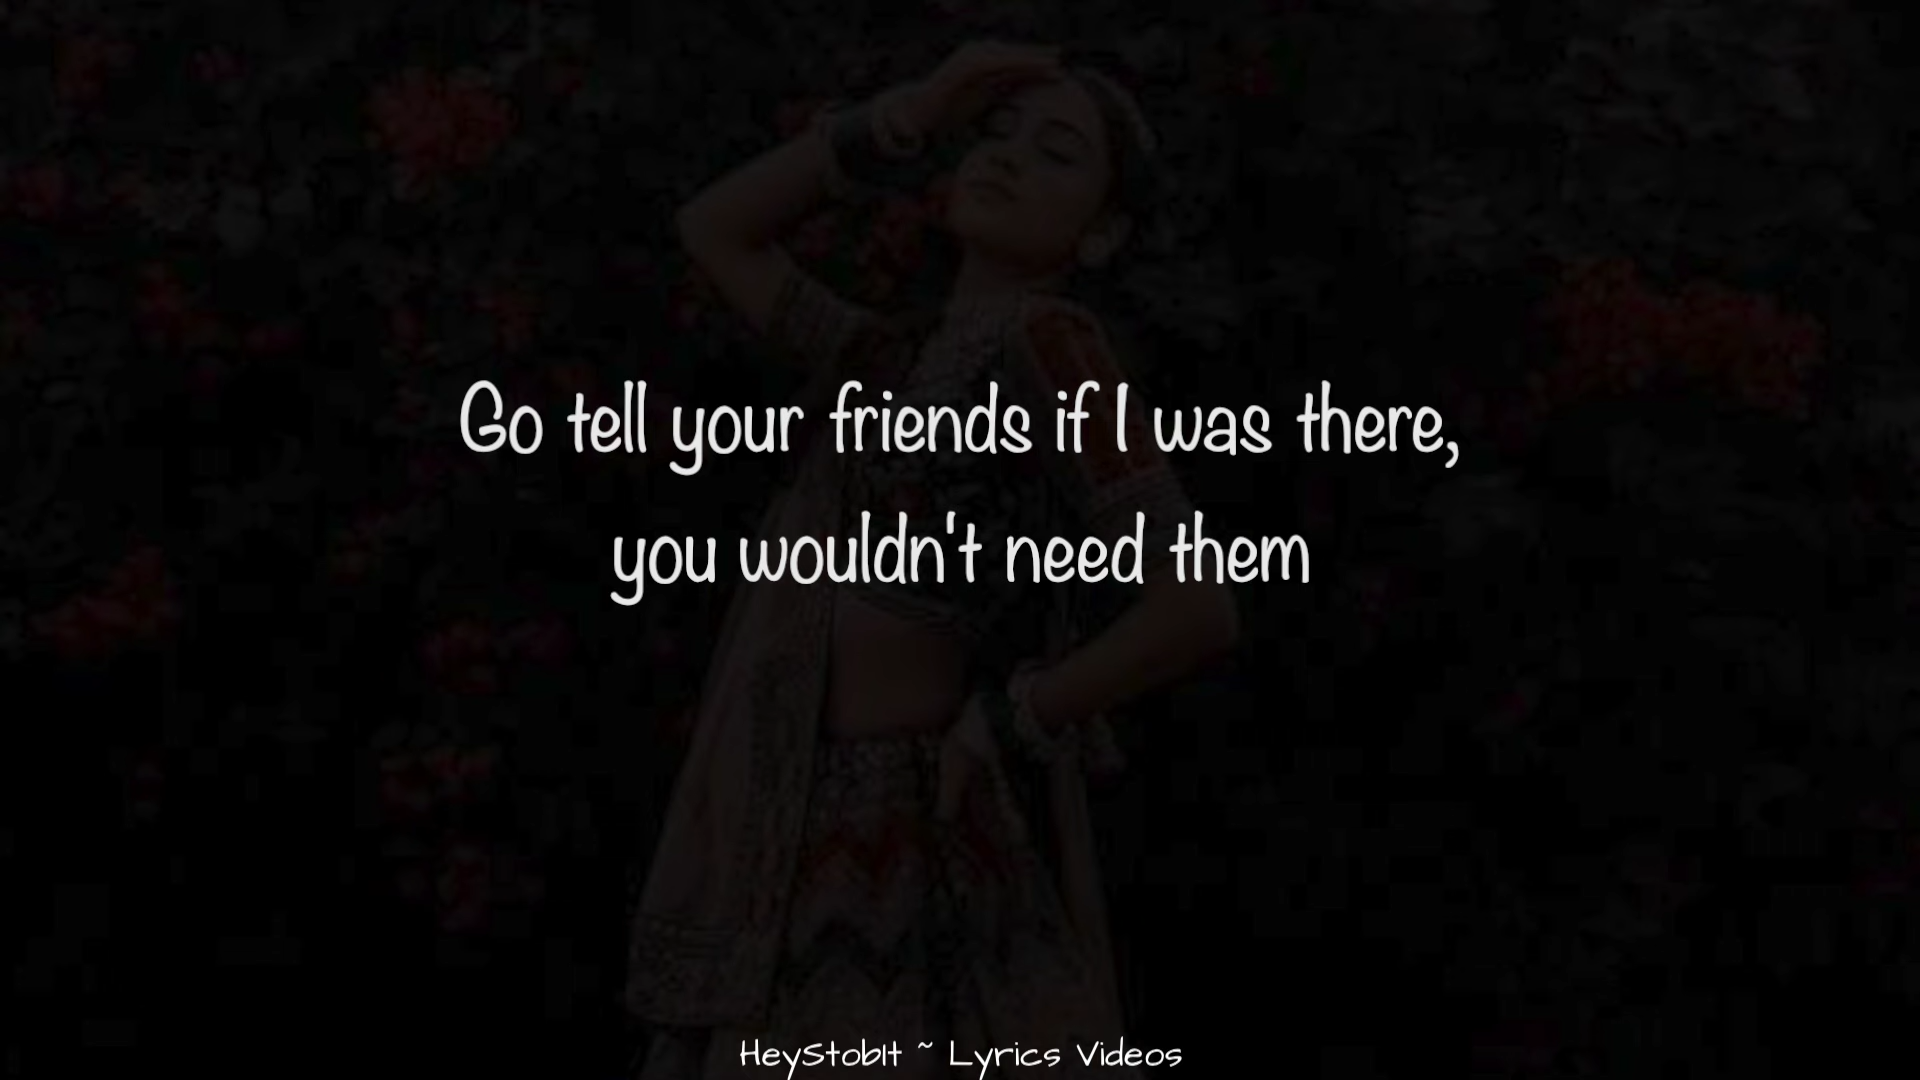 Go tell your friends if I was there,
you wouldn't need them
HeyStobIt ~ Lyrics Videos